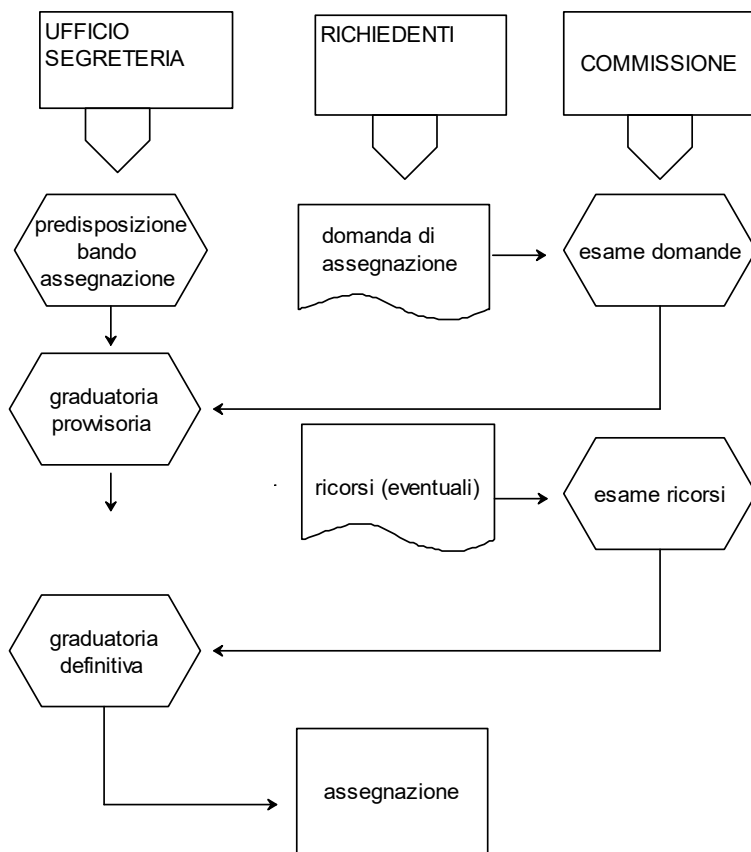 UFFICIO
SEGRETERIA
RICHIEDENTI
COMMISSIONE
predisposizione
bando
assegnazione
domanda di
assegnazione
esame domande
graduatoria
provvisoria
ricorsi (eventuali)
esame ricorsi
graduatoria
definitiva
assegnazione